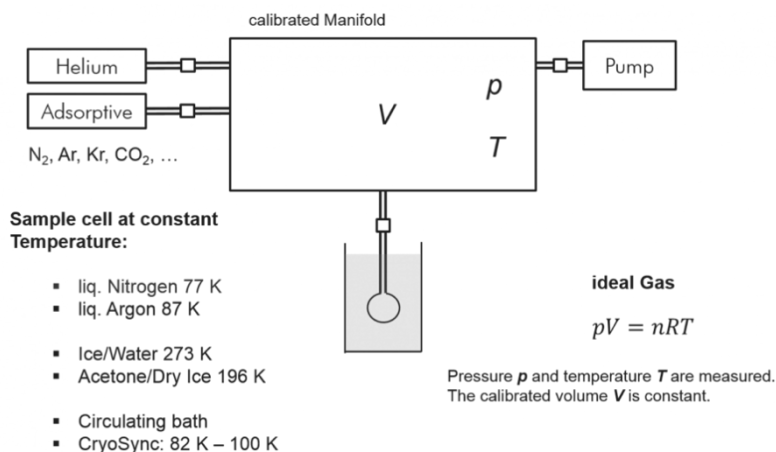 calibrated Manifold
Helium
Pump
Adsorptive
p
V
T
N₂, Ar, Kr, CO₂, …
Sample cell at constant
Temperature:
▪ liq. Nitrogen 77 K
▪ liq. Argon 87 K
▪ Ice/Water 273 K
▪ Acetone/Dry Ice 196 K
▪ Circulating bath
▪ CryoSync: 82 K – 100 K
ideal Gas
pV = nRT
Pressure p and temperature T are measured.
The calibrated volume V is constant.